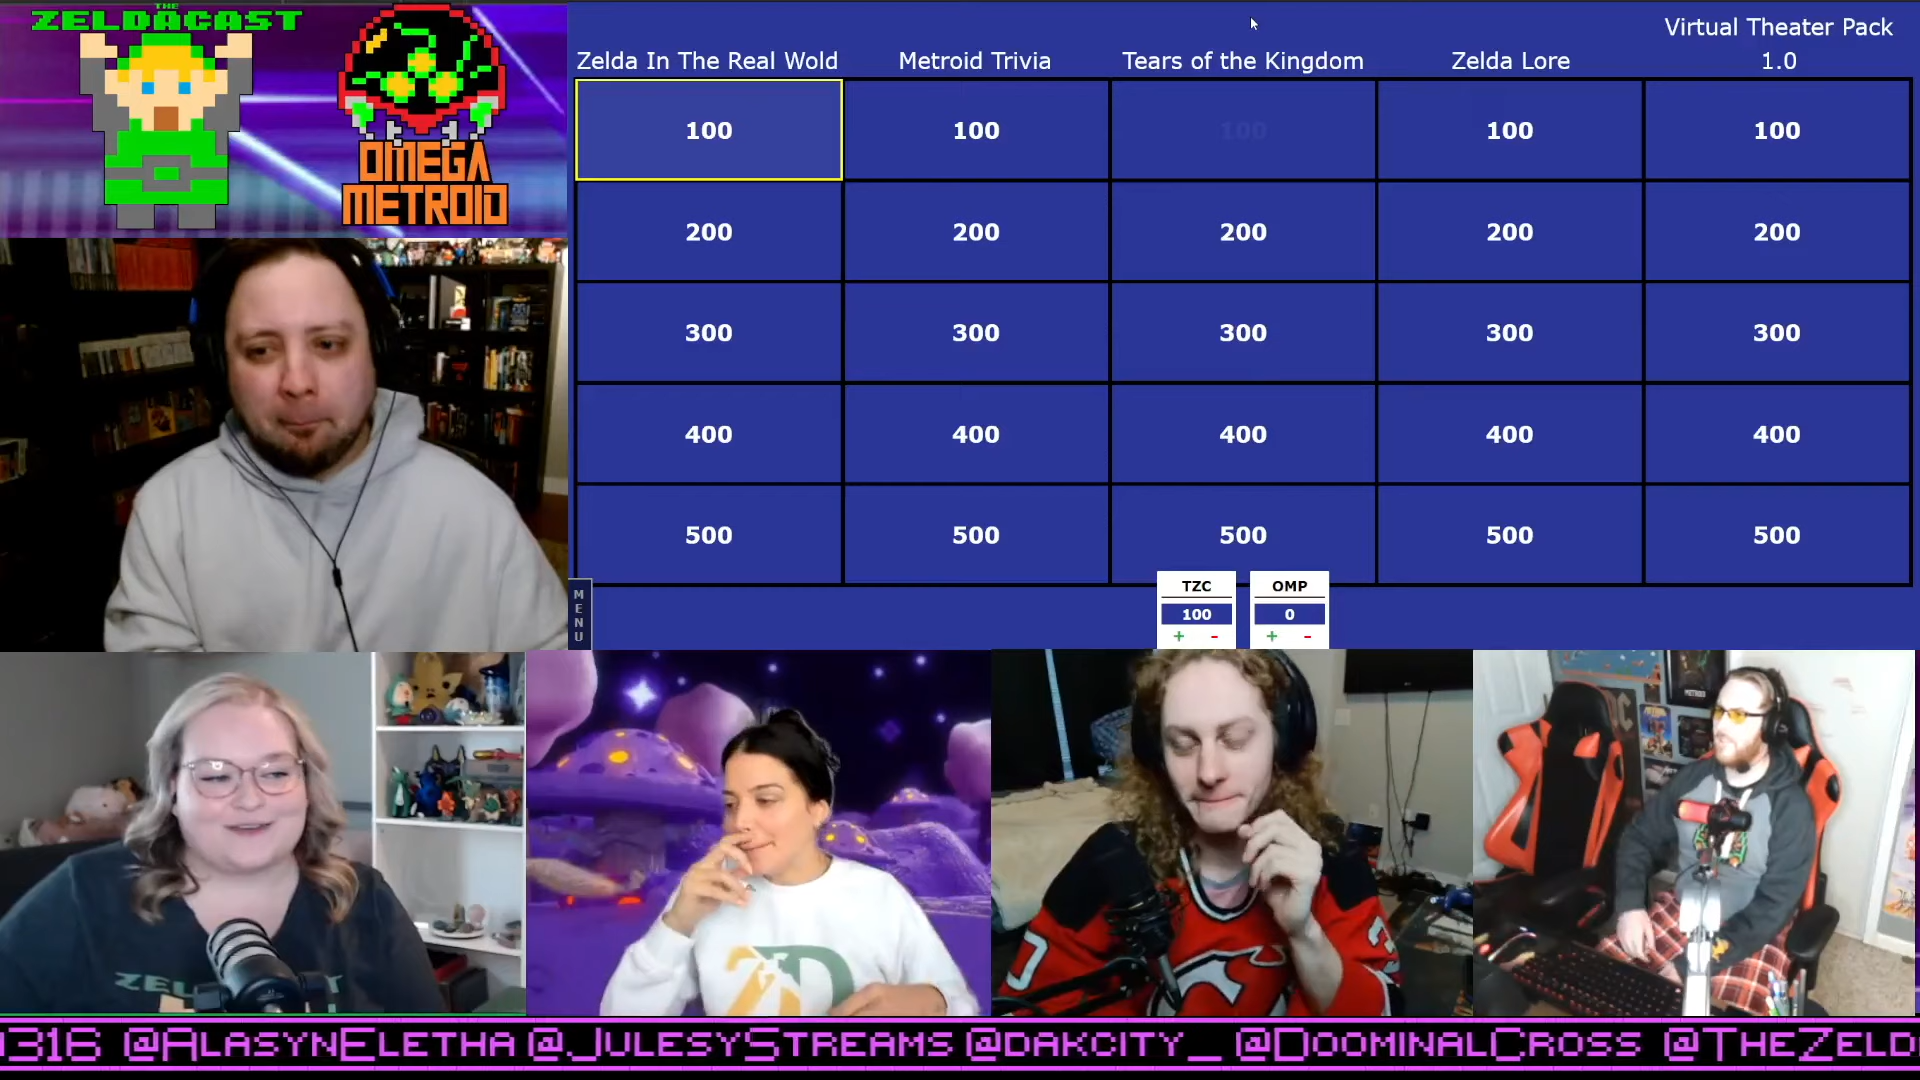 THE
ZELDACAST
OMEGA
METROID
Virtual Theater Pack
Zelda In The Real Wold Metroid Trivia Tears of the Kingdom Zelda Lore 1.0
100 100 100 100 100
200 200 200 200 200
300 300 300 300 300
400 400 400 400 400
500 500 500 500 500
MENU
TZC OMP
100 0
+ - + -
ZEL
ZD
316 @AlasynEletha @JulesyStreams @dakcity_ @DoominalCross @TheZeld